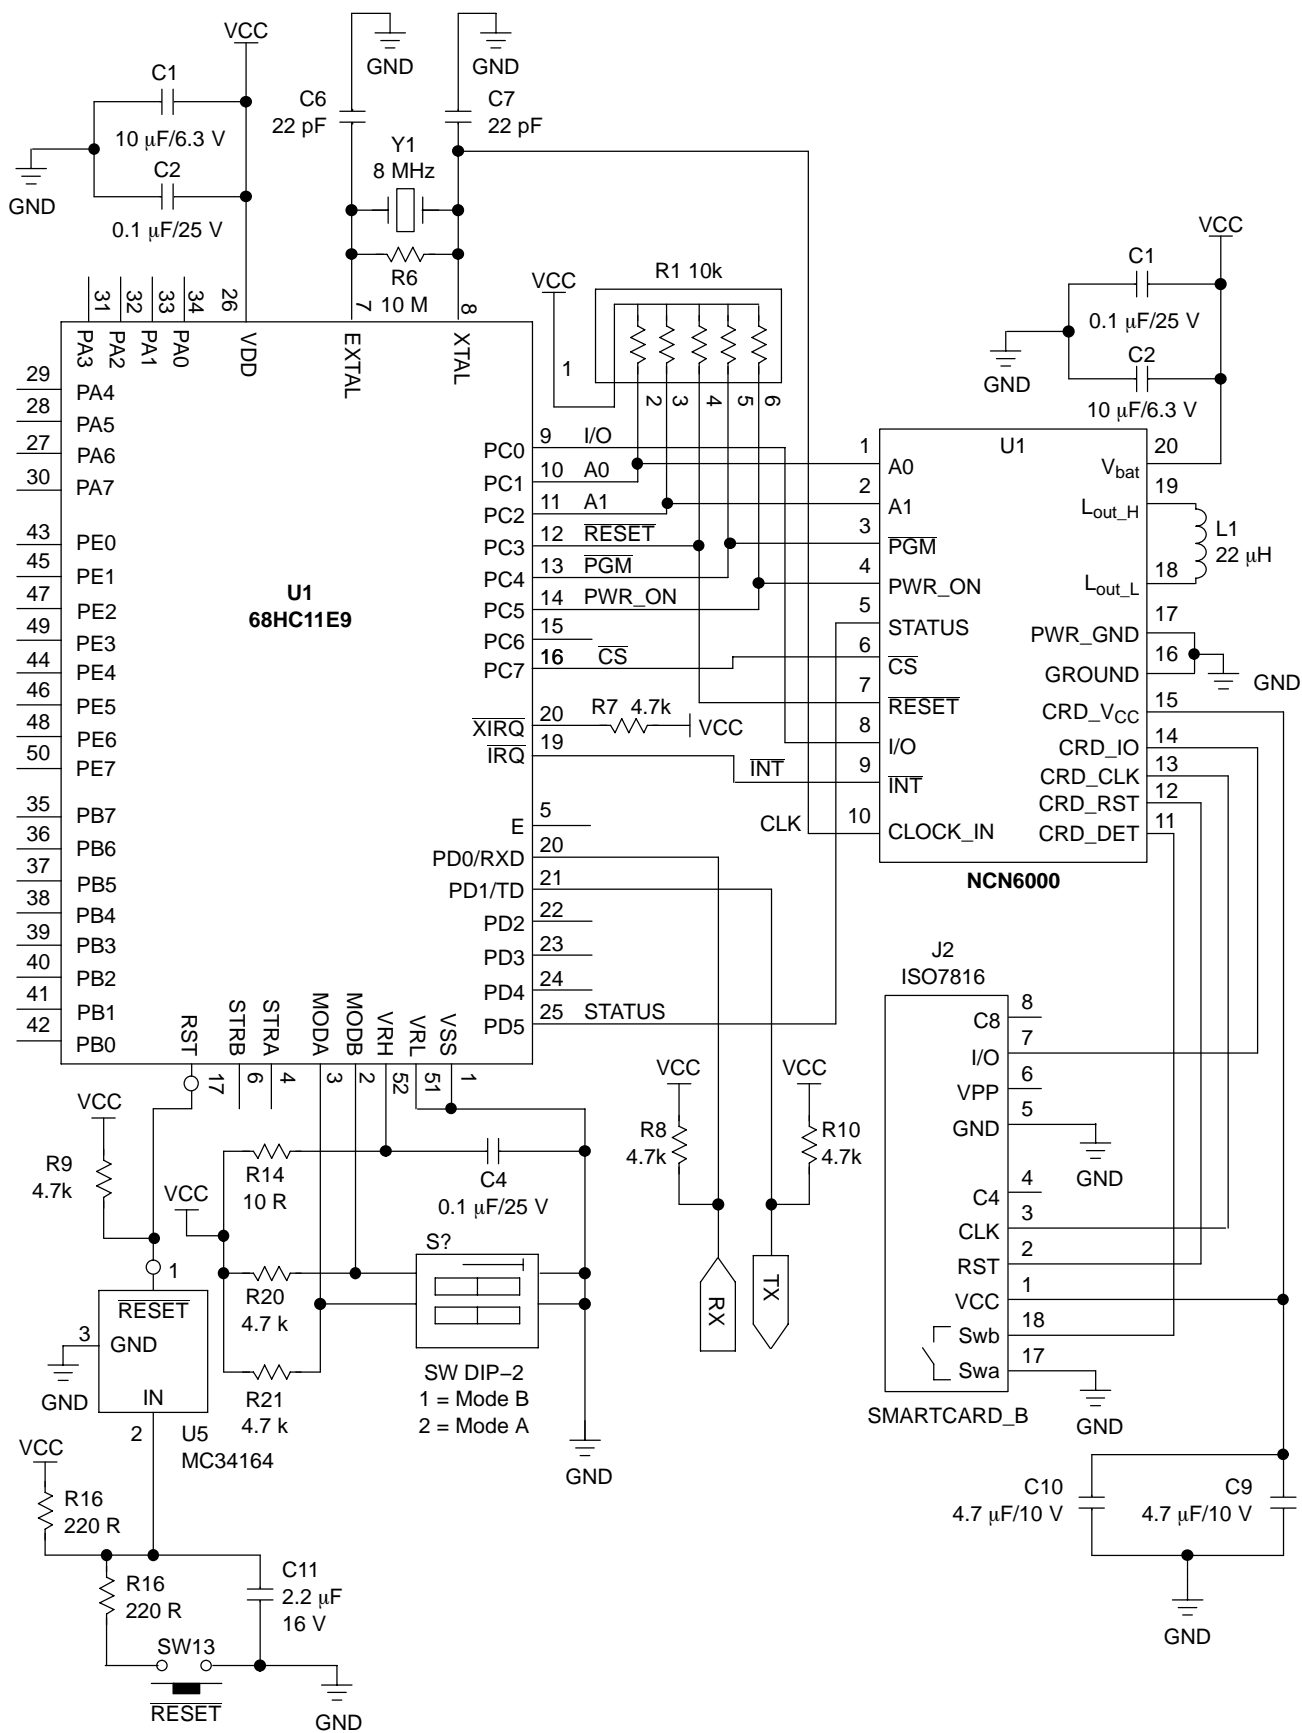 VCC
C1
10 µF/6.3 V
C2
0.1 µF/25 V
GND
GND
GND
C6
22 pF
C7
22 pF
Y1
8 MHz
R6
10 M
VCC
R1 10k
1
2
3
4
5
6
VCC
C1
0.1 µF/25 V
C2
10 µF/6.3 V
GND
31
32
33
34
26
7
8
PA3
PA2
PA1
PA0
VDD
EXTAL
XTAL
29
PA4
28
PA5
27
PA6
30
PA7
43
PE0
45
PE1
47
PE2
49
PE3
44
PE4
46
PE5
48
PE6
50
PE7
35
PB7
36
PB6
37
PB5
38
PB4
39
PB3
40
PB2
41
PB1
42
PB0
U1
68HC11E9
PC0 9 I/O
PC1 10 A0
PC2 11 A1
PC3 12 RESET
PC4 13 PGM
PC5 14 PWR_ON
PC6 15
PC7 16 CS
XIRQ 20 R7 4.7k VCC
IRQ 19 INT
E 5
CLK
PD0/RXD 20
PD1/TD 21
PD2 22
PD3 23
PD4 24
PD5 25 STATUS
RST
STRB
STRA
MODA
MODB
VRH
VRL
VSS
17
6
4
3
2
52
51
1
U1
1 A0
2 A1
3 PGM
4 PWR_ON
5 STATUS
6 CS
7 RESET
8 I/O
9 INT
10 CLOCK_IN
Vbat 20
Lout_H 19
L1
22 µH
Lout_L 18
PWR_GND 17
GROUND 16
GND
CRD_VCC 15
CRD_IO 14
CRD_CLK 13
CRD_RST 12
CRD_DET 11
NCN6000
J2
ISO7816
C8 8
I/O 7
VPP 6
GND 5
GND
C4 4
CLK 3
RST 2
VCC 1
Swb 18
Swa 17
GND
SMARTCARD_B
VCC
R9
4.7k
R14
10 R
VCC
C4
0.1 µF/25 V
R20
4.7 k
R21
4.7 k
S?
SW DIP–2
1 = Mode B
2 = Mode A
GND
VCC
R8
4.7k
VCC
R10
4.7k
RX
TX
1
RESET
3
GND
GND
IN
2
U5
MC34164
VCC
R16
220 R
R16
220 R
C11
2.2 µF
16 V
SW13
RESET
GND
C10
4.7 µF/10 V
C9
4.7 µF/10 V
GND